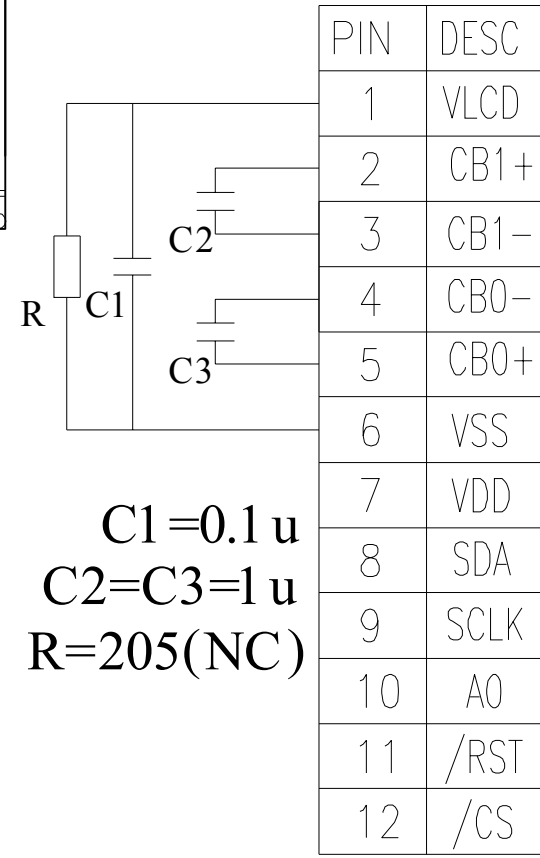 PIN DESC
1 VLCD
2 CB1+
3 CB1-
4 CB0-
5 CB0+
6 VSS
7 VDD
8 SDA
9 SCLK
10 A0
11 /RST
12 /CS
C2
R C1
C3
C1=0.1u
C2=C3=1u
R=205(NC)